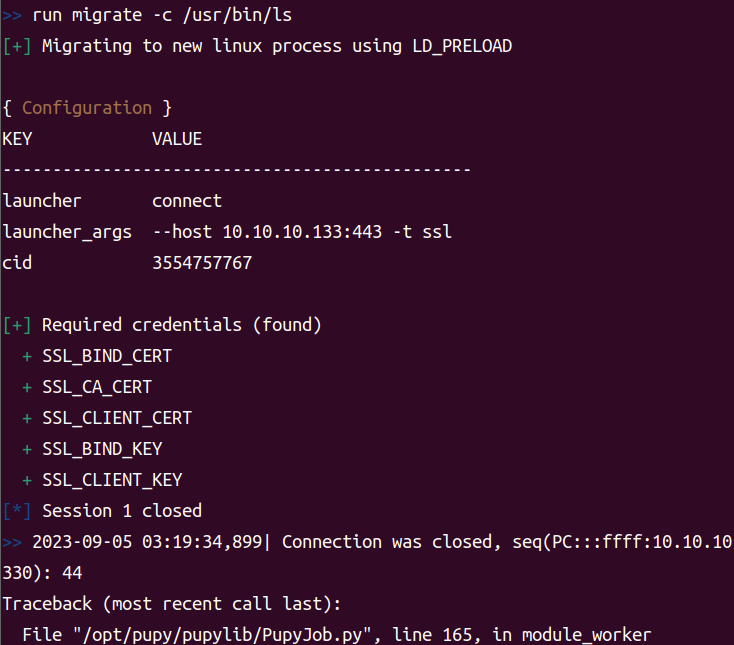 >> run migrate -c /usr/bin/ls
[+] Migrating to new linux process using LD_PRELOAD
{ Configuration }
KEY            VALUE
-----------------------------------------------
launcher       connect
launcher_args  --host 10.10.10.133:443 -t ssl
cid            3554757767
[+] Required credentials (found)
  + SSL_BIND_CERT
  + SSL_CA_CERT
  + SSL_CLIENT_CERT
  + SSL_BIND_KEY
  + SSL_CLIENT_KEY
[*] Session 1 closed
>> 2023-09-05 03:19:34,899| Connection was closed, seq(PC:::ffff:10.10.10
330): 44
Traceback (most recent call last):
  File "/opt/pupy/pupylib/PupyJob.py", line 165, in module_worker